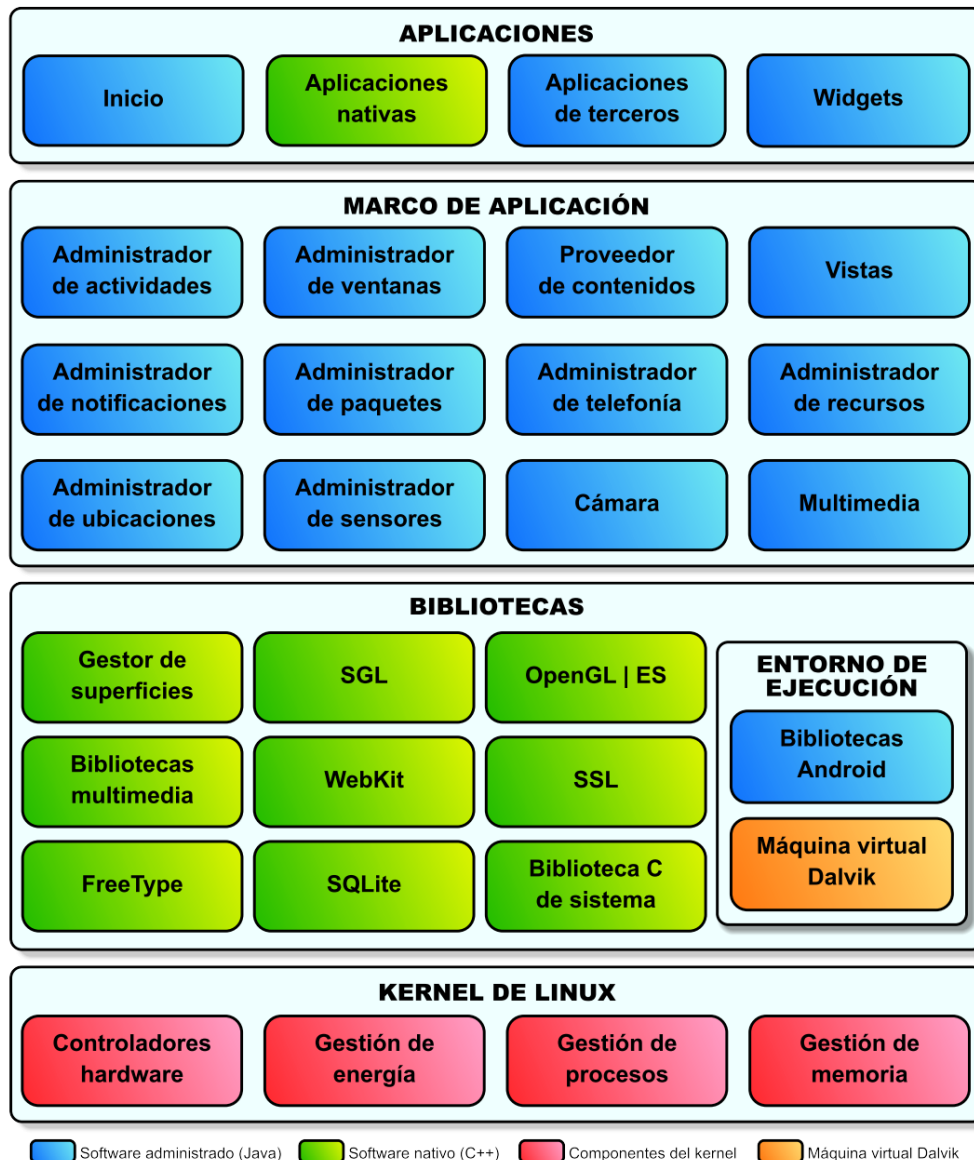 APLICACIONES
Inicio
Aplicaciones
nativas
Aplicaciones
de terceros
Widgets
MARCO DE APLICACIÓN
Administrador
de actividades
Administrador
de ventanas
Proveedor
de contenidos
Vistas
Administrador
de notificaciones
Administrador
de paquetes
Administrador
de telefonía
Administrador
de recursos
Administrador
de ubicaciones
Administrador
de sensores
Cámara
Multimedia
BIBLIOTECAS
Gestor de
superficies
SGL
OpenGL | ES
Bibliotecas
multimedia
WebKit
SSL
FreeType
SQLite
Biblioteca C
de sistema
ENTORNO DE
EJECUCIÓN
Bibliotecas
Android
Máquina virtual
Dalvik
KERNEL DE LINUX
Controladores
hardware
Gestión de
energía
Gestión de
procesos
Gestión de
memoria
Software administrado (Java)
Software nativo (C++)
Componentes del kernel
Máquina virtual Dalvik